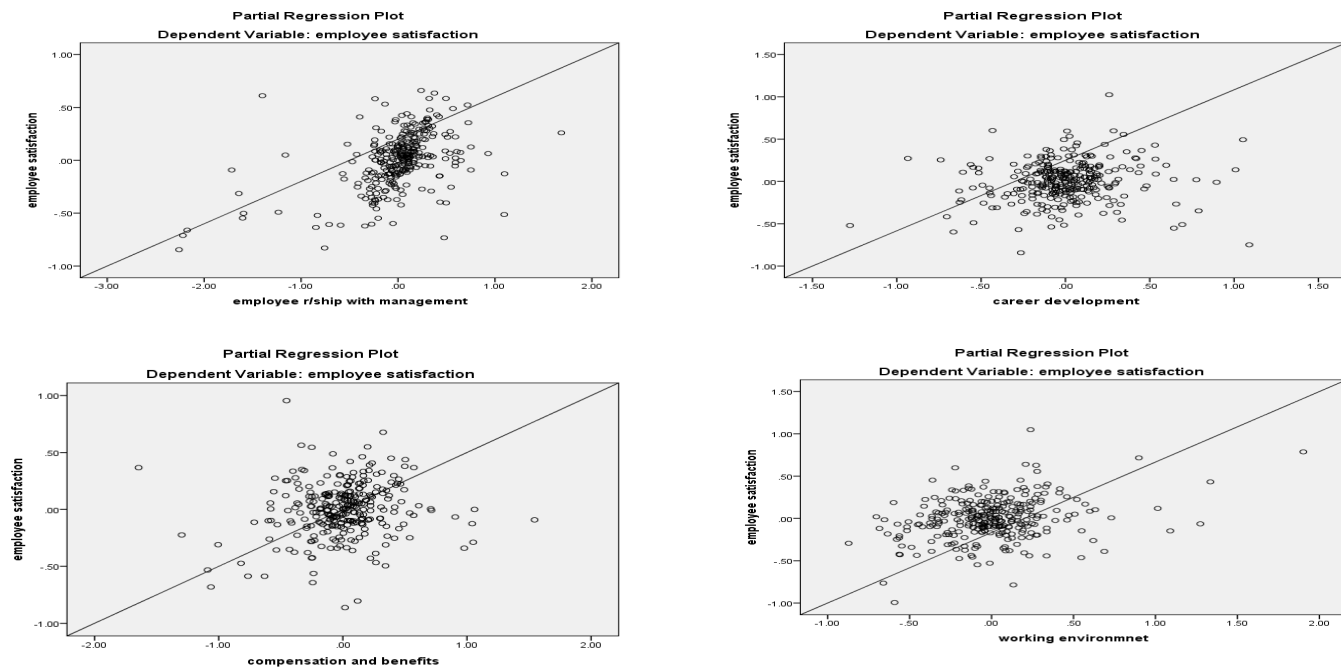 Partial Regression Plot
Dependent Variable: employee satisfaction
1.00
.50
.00
-.50
-1.00
employee satisfaction
-3.00 -2.00 -1.00 .00 1.00 2.00
employee r/ship with management
Partial Regression Plot
Dependent Variable: employee satisfaction
1.50
1.00
.50
.00
-.50
-1.00
employee satisfaction
-1.50 -1.00 -.50 .00 .50 1.00 1.50
career development
Partial Regression Plot
Dependent Variable: employee satisfaction
1.00
.50
.00
-.50
-1.00
employee satisfaction
-2.00 -1.00 .00 1.00 2.00
compensation and benefits
Partial Regression Plot
Dependent Variable: employee satisfaction
1.50
1.00
.50
.00
-.50
-1.00
employee satisfaction
-1.00 -.50 .00 .50 1.00 1.50 2.00
working environmnet